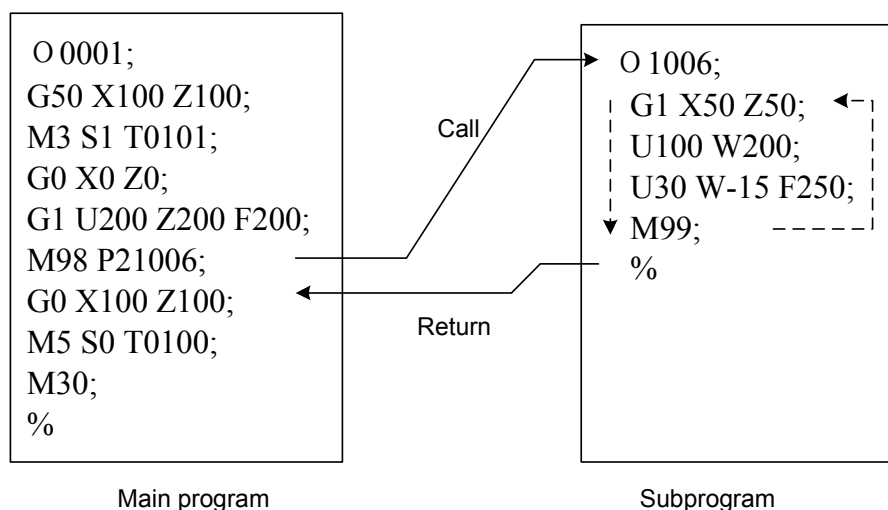 O 0001;
G50 X100 Z100;
M3 S1 T0101;
G0 X0 Z0;
G1 U200 Z200 F200;
M98 P21006;
G0 X100 Z100;
M5 S0 T0100;
M30;
%
Call
Return
O 1006;
G1 X50 Z50;
U100 W200;
U30 W-15 F250;
M99;
%
Main program
Subprogram